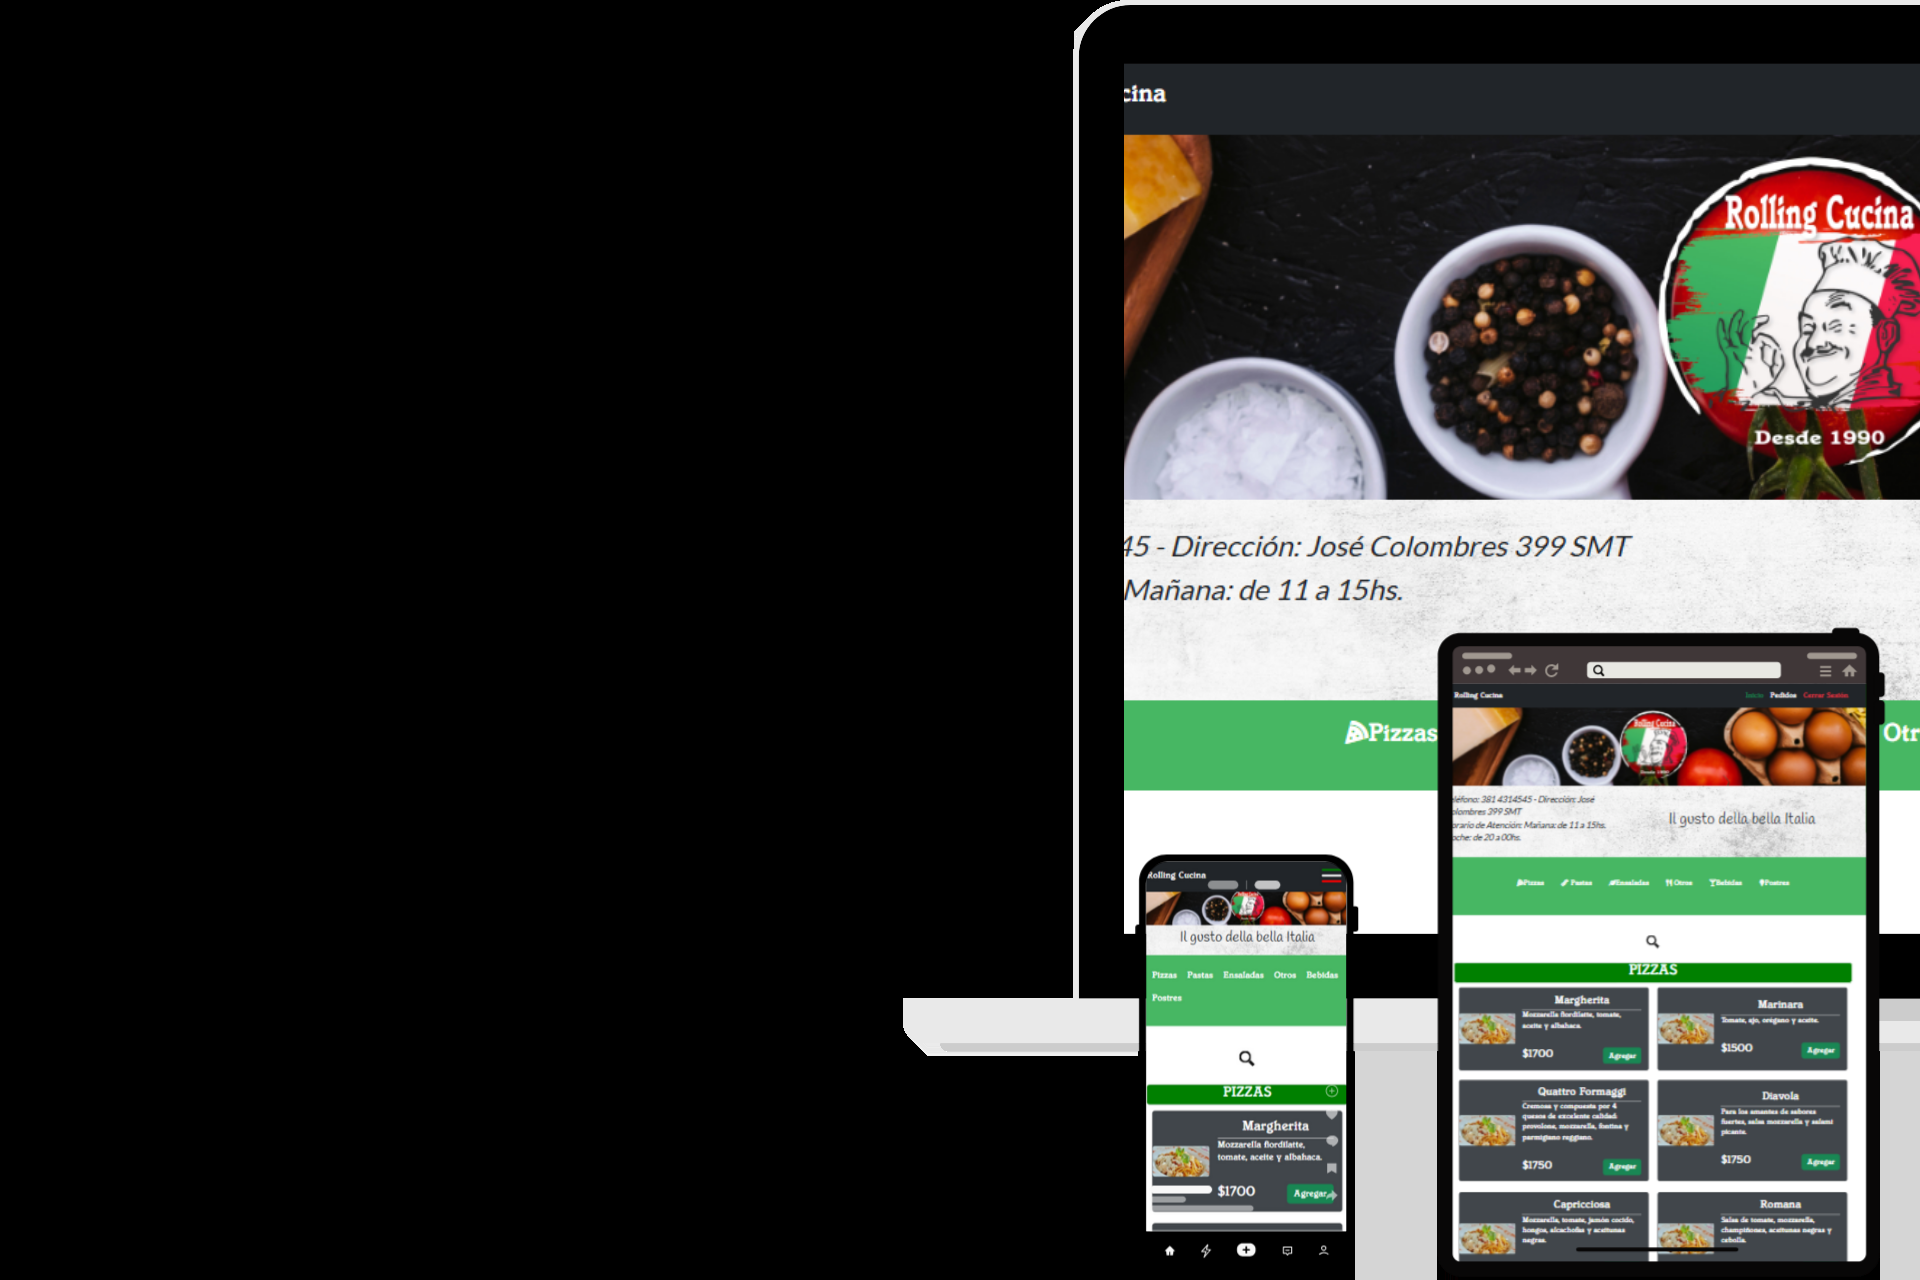 cina
Rolling Cucina
Desde 1990
45 - Dirección: José Colombres 399 SMT
Mañana: de 11 a 15hs.
Pizzas
Otr
Rolling Cucina
Inicio Pedidos Cerrar Sesión
Rolling Cucina
Desde 1990
eléfono: 381 4314545 - Dirección: José
olombres 399 SMT
orario de Atención: Mañana: de 11 a 15hs.
oche: de 20 a 00hs.
Il gusto della bella Italia
Pizzas Pastas Ensaladas Otros Bebidas Postres
PIZZAS
Margherita
Mozzarella fiordilatte, tomate,
aceite y albahaca.
$1700
Agregar
Marinara
Tomate, ajo, orégano y aceite.
$1500
Agregar
Quattro Formaggi
Cremosa y compuesta por 4
quesos de excelente calidad:
provolone, mozzarella, fontina y
parmigiano reggiano.
$1750
Agregar
Diavola
Para los amantes de sabores
fuertes, salsa mozzarella y salami
picante.
$1750
Agregar
Capricciosa
Mozzarella, tomate, jamón cocido,
hongos, alcachofas y aceitunas
negras.
Romana
Salsa de tomate, mozzarella,
champiñones, aceitunas negras y
cebolla.
Rolling Cucina
Il gusto della bella Italia
Pizzas Pastas Ensaladas Otros Bebidas
Postres
PIZZAS
Margherita
Mozzarella fiordilatte,
tomate, aceite y albahaca.
$1700
Agregar